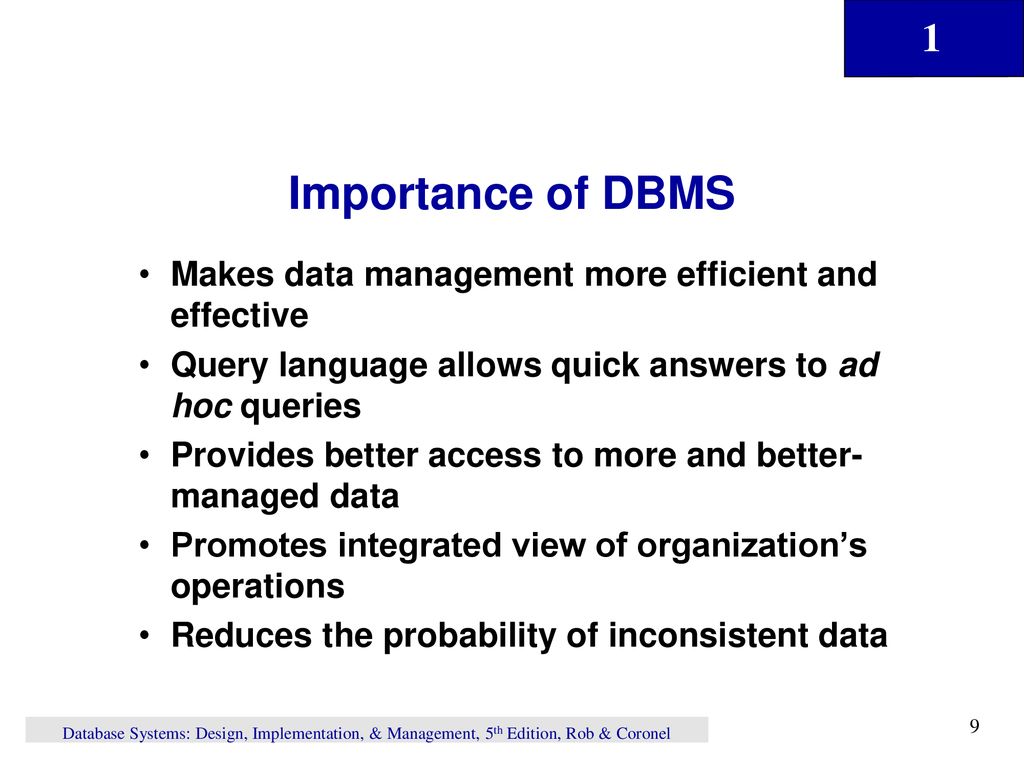 1
Importance of DBMS
• Makes data management more efficient and
effective
• Query language allows quick answers to ad
hoc queries
• Provides better access to more and better-
managed data
• Promotes integrated view of organization’s
operations
• Reduces the probability of inconsistent data
Database Systems: Design, Implementation, & Management, 5th Edition, Rob & Coronel
9